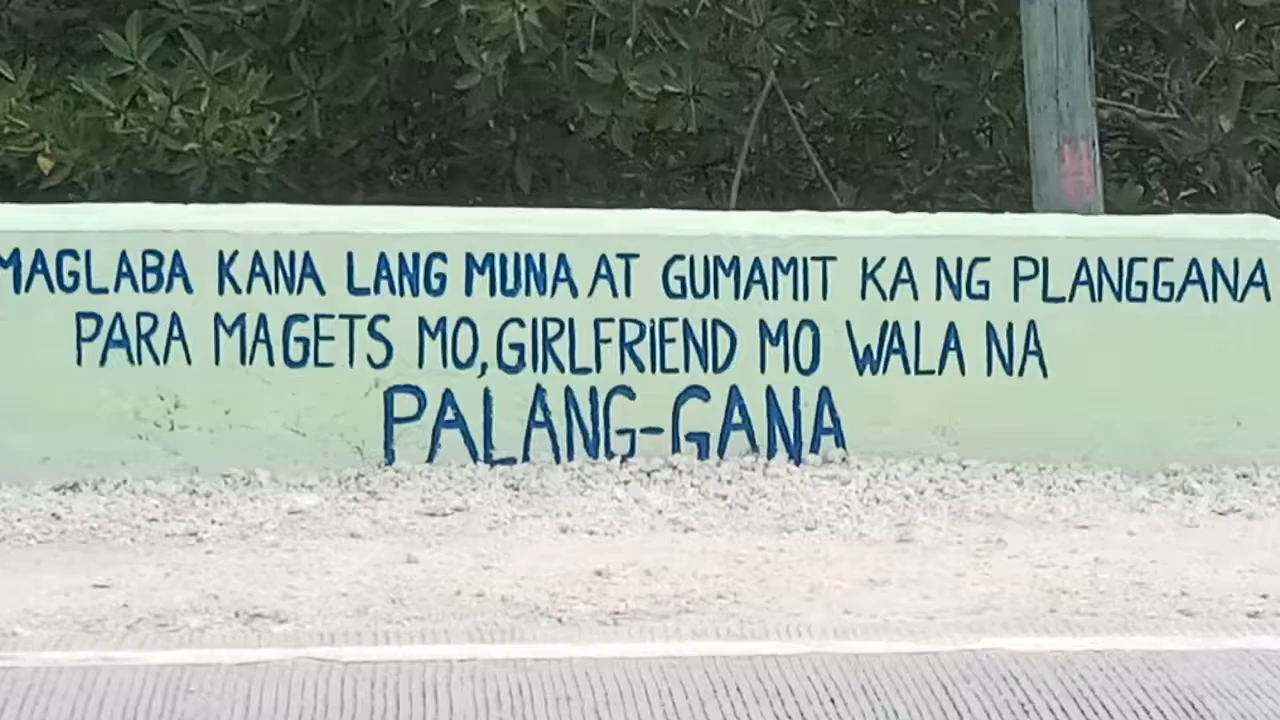 MAGLABA KANA LANG MUNA AT GUMAMIT KA NG PLANGGANA
PARA MAGETS MO, GIRLFRIEND MO WALA NA
PALANG-GANA